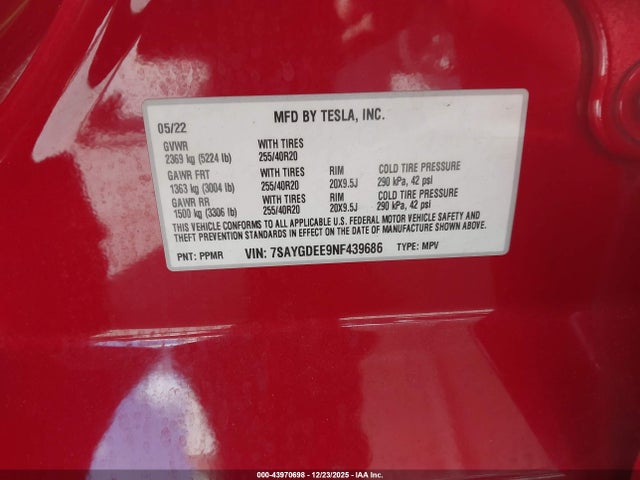 05/22
MFD BY TESLA, INC.
GVWR WITH TIRES
2369 kg (5224 lb) 255/40R20
GAWR FRT WITH TIRES RIM COLD TIRE PRESSURE
1363 kg (3004 lb) 255/40R20 20X9.5J 290 kPa, 42 psi
GAWR RR WITH TIRES RIM COLD TIRE PRESSURE
1500 kg (3306 lb) 255/40R20 20X9.5J 290 kPa, 42 psi
THIS VEHICLE CONFORMS TO ALL APPLICABLE U.S. FEDERAL MOTOR VEHICLE SAFETY AND
THEFT PREVENTION STANDARDS IN EFFECT ON THE DATE OF MANUFACTURE SHOWN ABOVE.
PNT: PPMR VIN: 7SAYGDEE9NF439686 TYPE: MPV
000-43970698 - 12/23/2025 - IAA Inc.